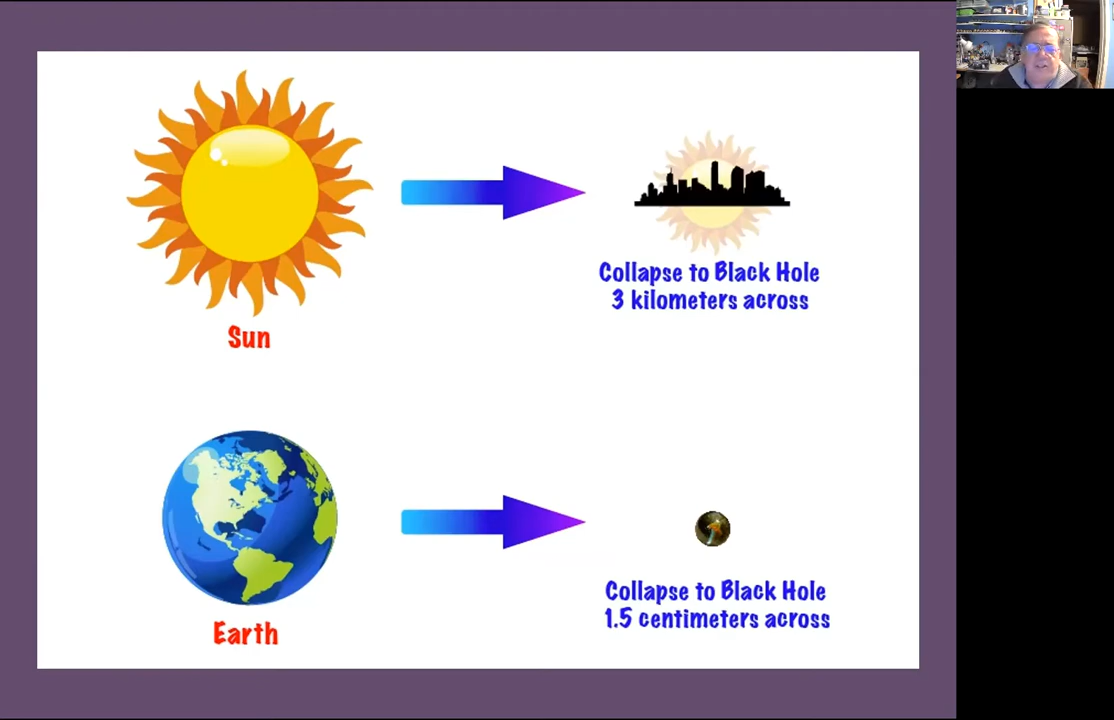 Sun
Collapse to Black Hole
3 kilometers across
Earth
Collapse to Black Hole
1.5 centimeters across